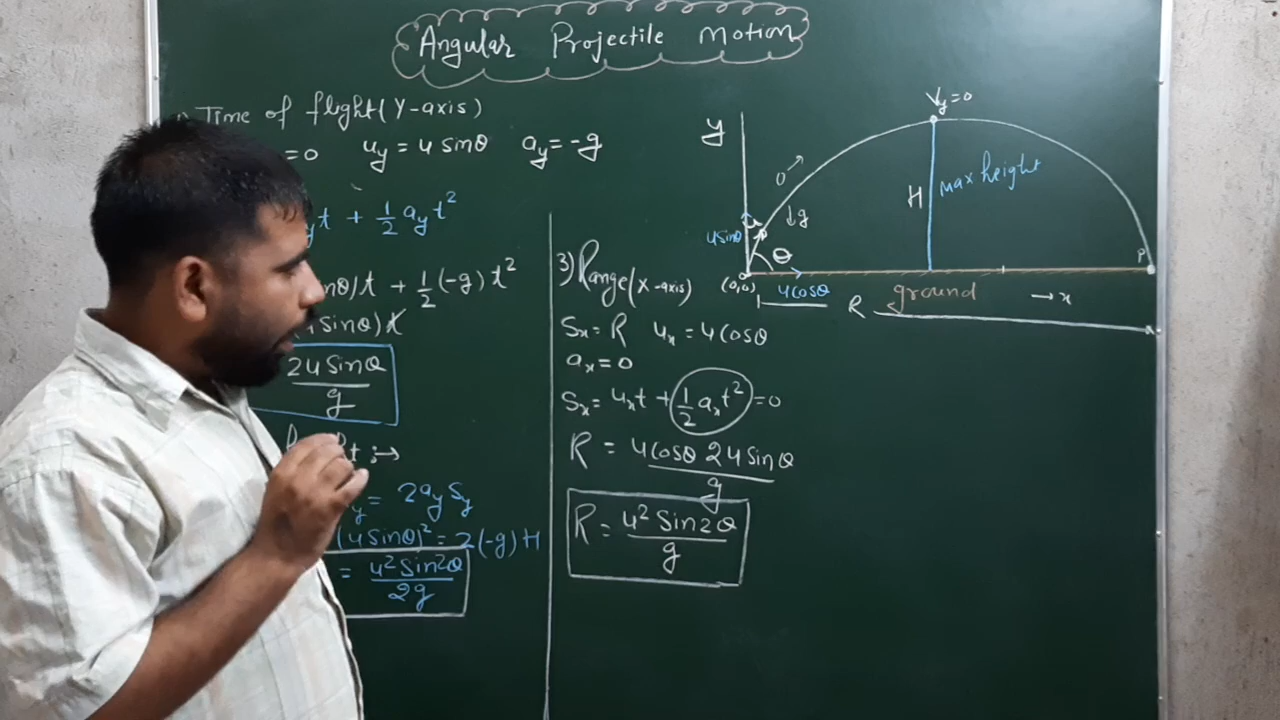 Angular Projectile Motion
Time of flight (Y-axis)
=0 uy = u sinθ ay = -g
yt + 1/2 ay t²
nθ)t + 1/2 (-g) t²
sinθ)t
2u sinθ / g
t :→
y = 2ay Sy
(u sinθ)² = 2(-g) H
= u² sin²θ / 2g
3) Range (X-axis)
Sx = R ux = u cosθ
ax = 0
Sx = ux t + 1/2 ax t² = 0
R = u cosθ 2u sinθ / g
R = u² sin2θ / g
Vy = 0
y
H max height
↓g
u sinθ
θ
P
(0,0) u cosθ ground → x
R